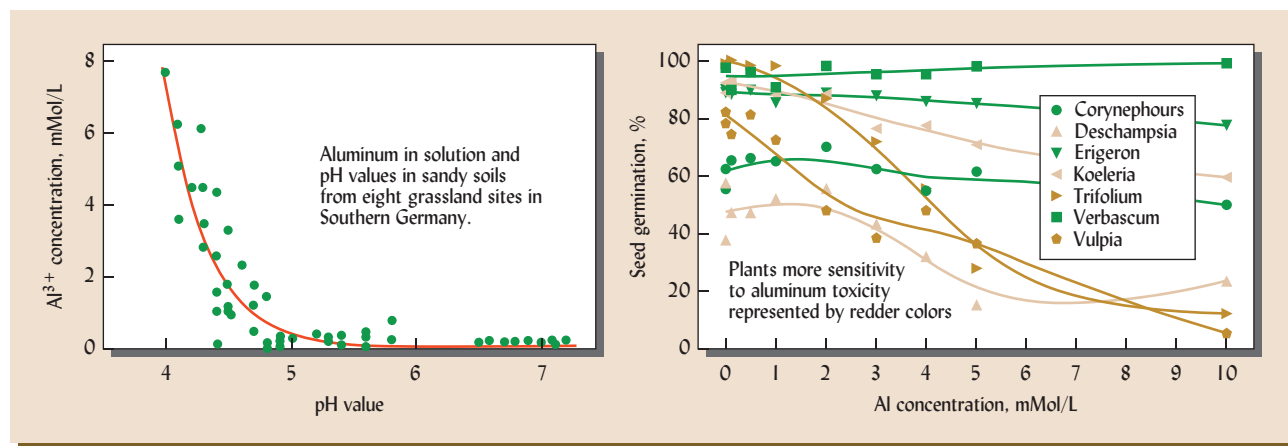 8
6
4
2
0
Al3+ concentration, mMol/L
Aluminum in solution and
pH values in sandy soils
from eight grassland sites in
Southern Germany.
4 5 6 7
pH value
100
80
60
40
20
0
Seed germination, %
Corynephours
Deschampsia
Erigeron
Koeleria
Trifolium
Verbascum
Vulpia
Plants more sensitivity
to aluminum toxicity
represented by redder colors
0 1 2 3 4 5 6 7 8 9 10
Al concentration, mMol/L